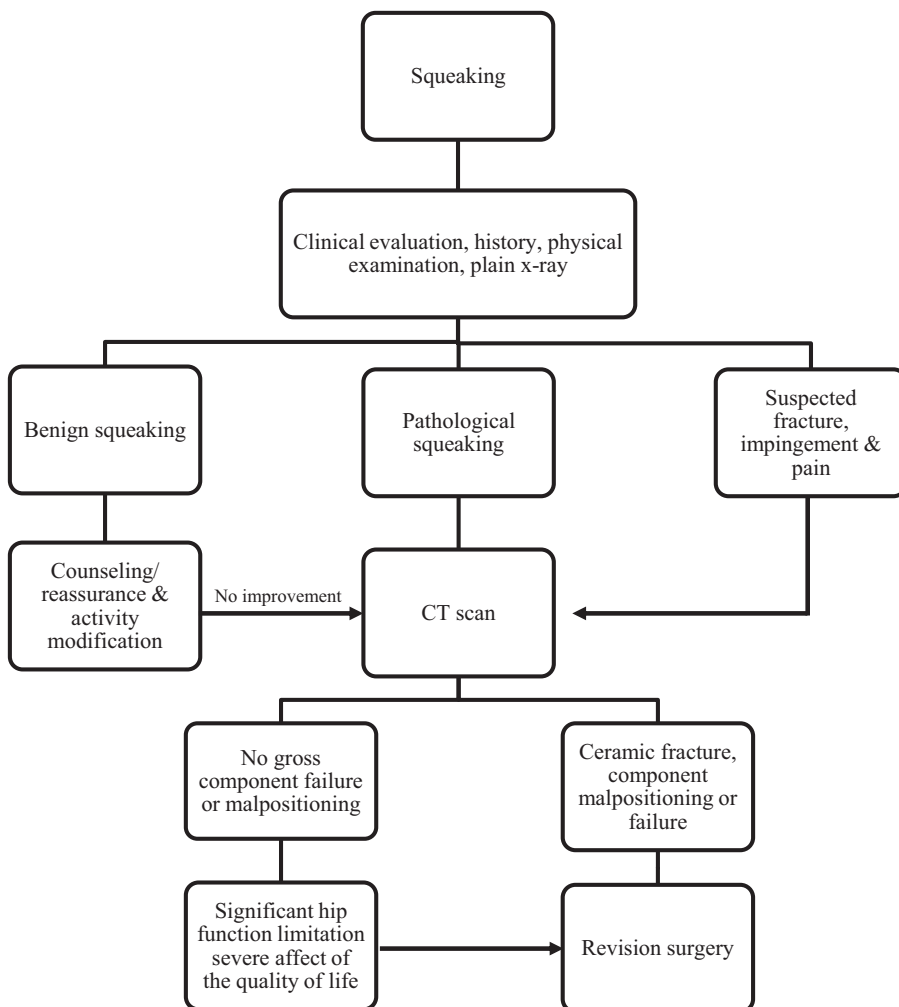 Squeaking
Clinical evaluation, history, physical
examination, plain x-ray
Benign squeaking
Pathological
squeaking
Suspected
fracture,
impingement &
pain
Counseling/
reassurance &
activity
modification
No improvement
CT scan
No gross
component failure
or malpositioning
Ceramic fracture,
component
malpositioning or
failure
Significant hip
function limitation
severe affect of
the quality of life
Revision surgery